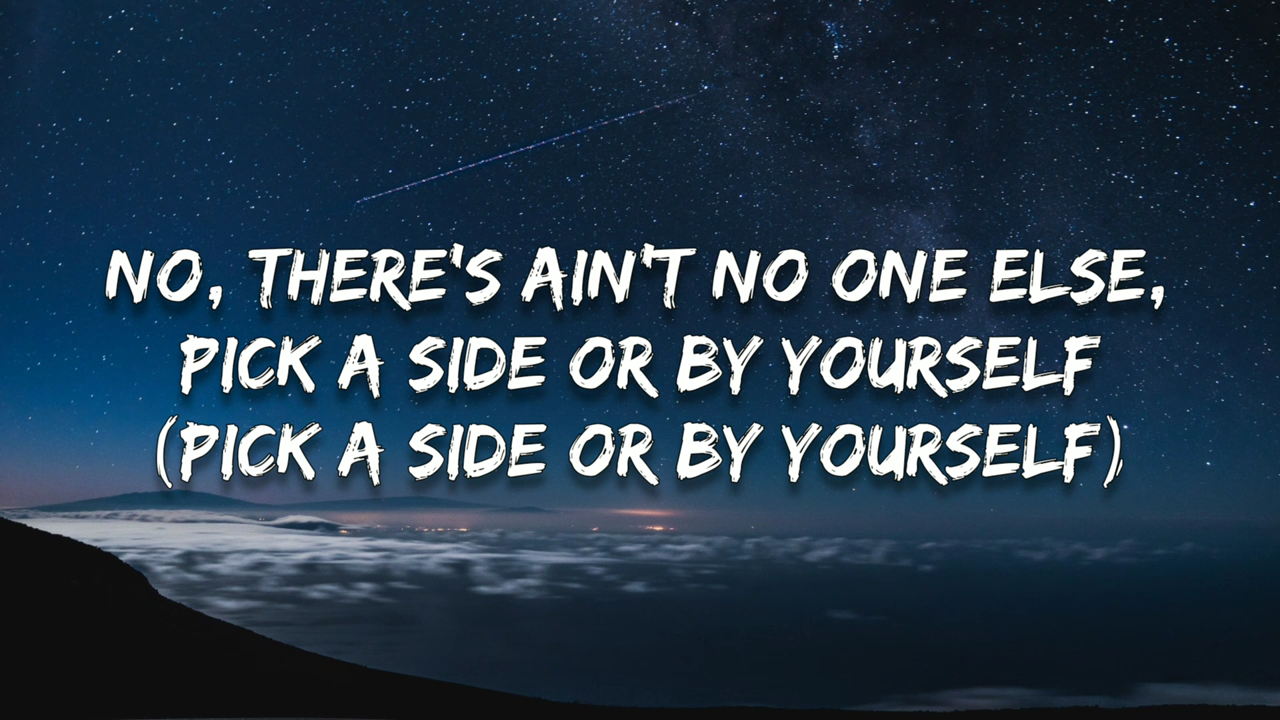 NO, THERE'S AIN'T NO ONE ELSE,
PICK A SIDE OR BY YOURSELF
(PICK A SIDE OR BY YOURSELF)